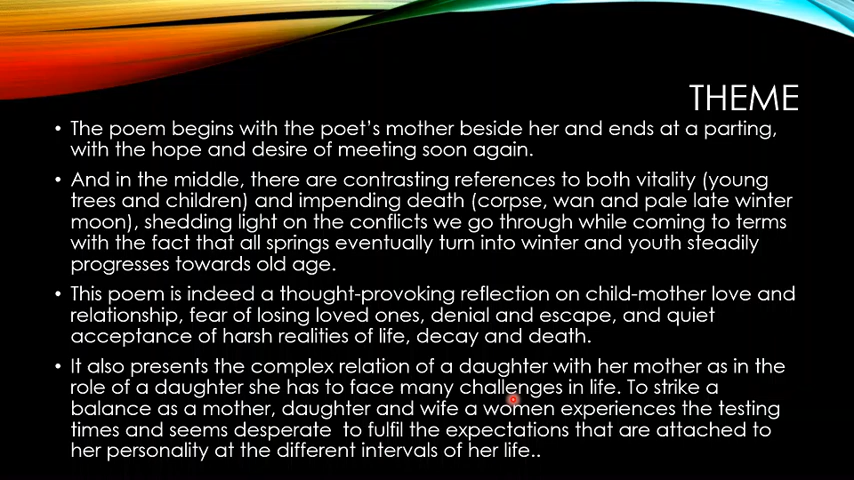 THEME
• The poem begins with the poet's mother beside her and ends at a parting,
with the hope and desire of meeting soon again.
• And in the middle, there are contrasting references to both vitality (young
trees and children) and impending death (corpse, wan and pale late winter
moon), shedding light on the conflicts we go through while coming to terms
with the fact that all springs eventually turn into winter and youth steadily
progresses towards old age.
• This poem is indeed a thought-provoking reflection on child-mother love and
relationship, fear of losing loved ones, denial and escape, and quiet
acceptance of harsh realities of life, decay and death.
• It also presents the complex relation of a daughter with her mother as in the
role of a daughter she has to face many challenges in life. To strike a
balance as a mother, daughter and wife a women experiences the testing
times and seems desperate  to fulfil the expectations that are attached to
her personality at the different intervals of her life..